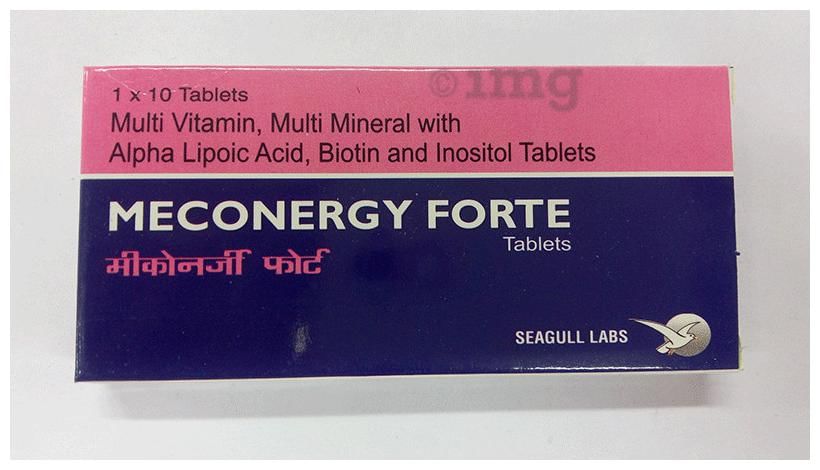 ©1mg
1 x 10 Tablets
Multi Vitamin, Multi Mineral with
Alpha Lipoic Acid, Biotin and Inositol Tablets
MECONERGY FORTE
Tablets
मीकोनर्जी फोर्ट
SEAGULL LABS